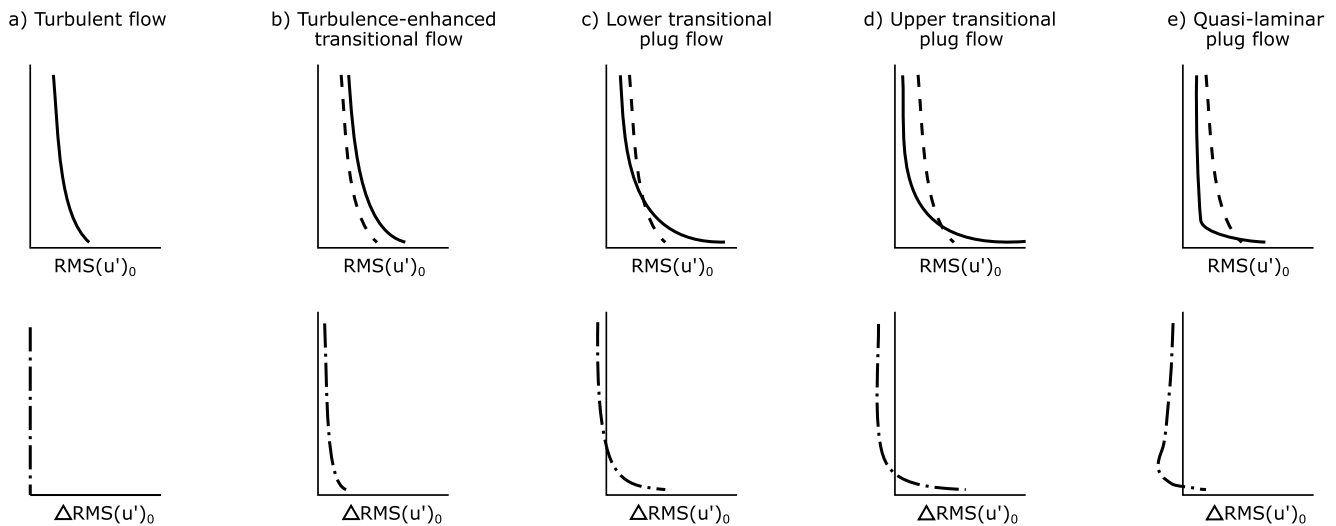 a) Turbulent flow
b) Turbulence-enhanced
transitional flow
c) Lower transitional
plug flow
d) Upper transitional
plug flow
e) Quasi-laminar
plug flow
RMS(u')₀
RMS(u')₀
RMS(u')₀
RMS(u')₀
RMS(u')₀
ΔRMS(u')₀
ΔRMS(u')₀
ΔRMS(u')₀
ΔRMS(u')₀
ΔRMS(u')₀